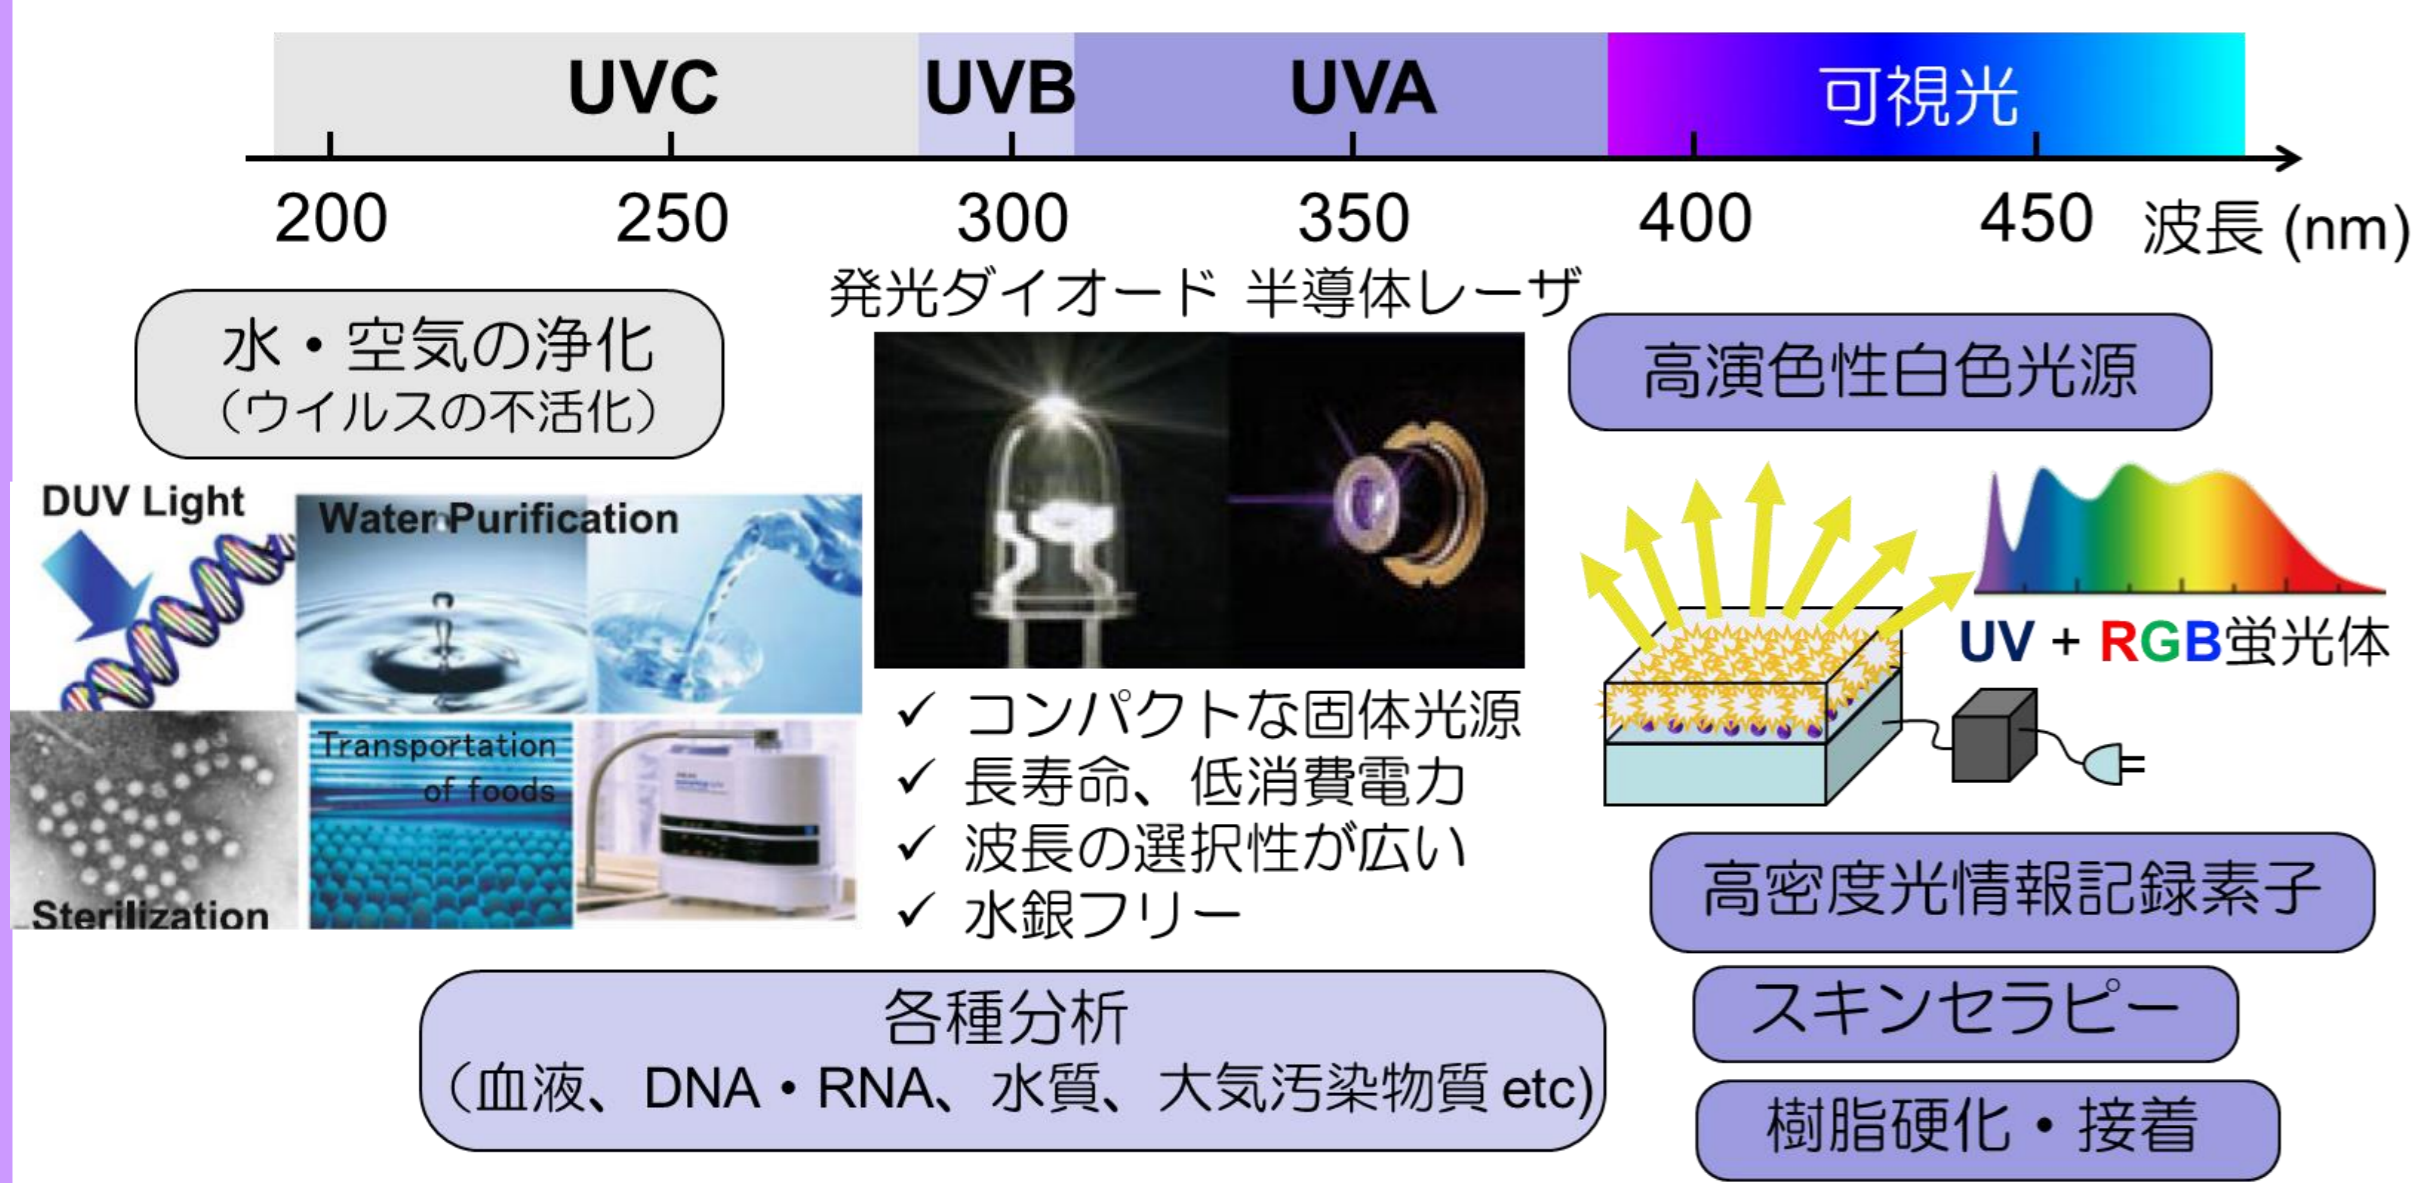 UVC UVB UVA 可視光
200 250 300 350 400 450 波長 (nm)
発光ダイオード 半導体レーザ
水・空気の浄化
（ウイルスの不活化）
DUV Light
Water Purification
Transportation
of foods
Sterilization
✓ コンパクトな固体光源
✓ 長寿命、低消費電力
✓ 波長の選択性が広い
✓ 水銀フリー
高演色性白色光源
UV + RGB蛍光体
高密度光情報記録素子
スキンセラピー
樹脂硬化・接着
各種分析
（血液、DNA・RNA、水質、大気汚染物質 etc)